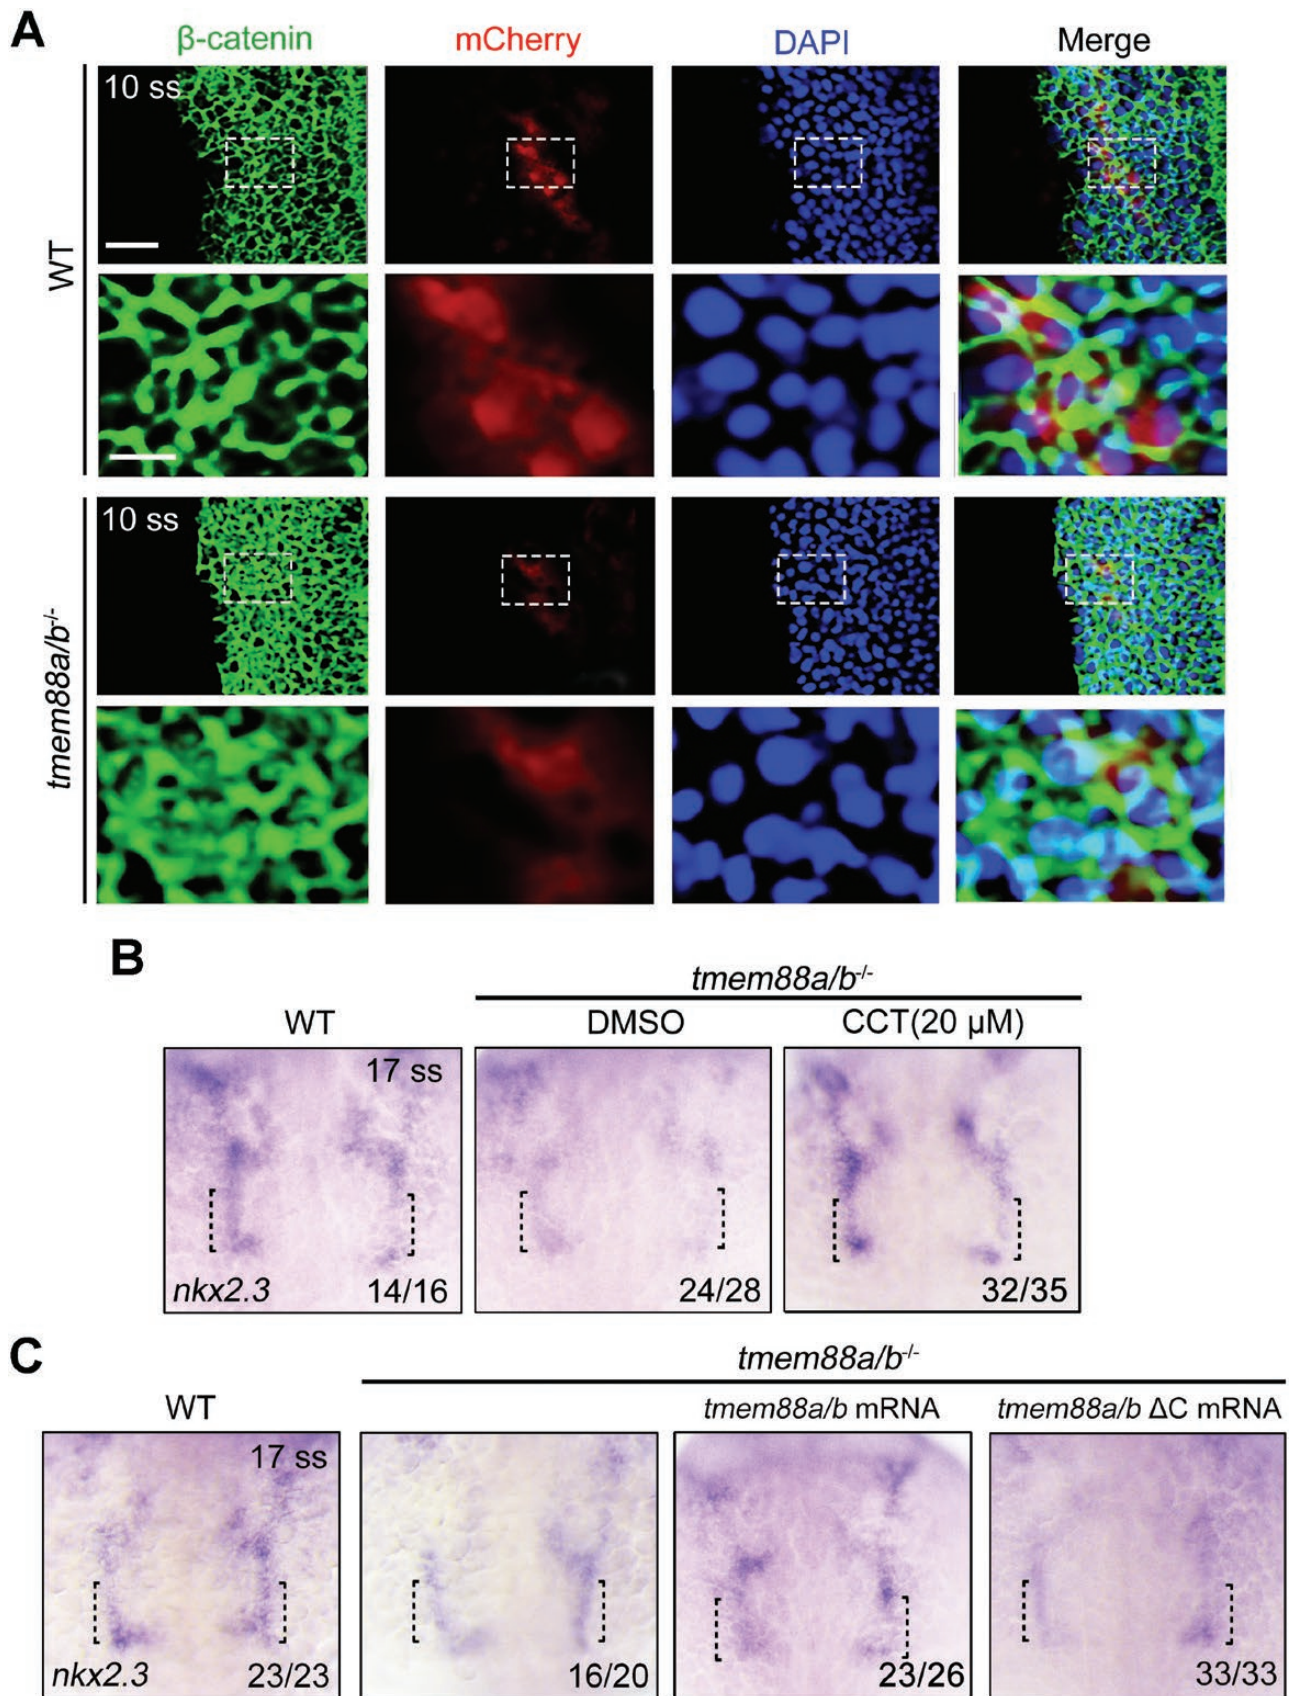 A
β-catenin mCherry DAPI Merge
10 ss
WT
10 ss
tmem88a/b-/-
B
tmem88a/b-/-
WT DMSO CCT(20 μM)
17 ss
nkx2.3 14/16 24/28 32/35
C
tmem88a/b-/-
WT tmem88a/b mRNA tmem88a/b ΔC mRNA
17 ss
nkx2.3 23/23 16/20 23/26 33/33